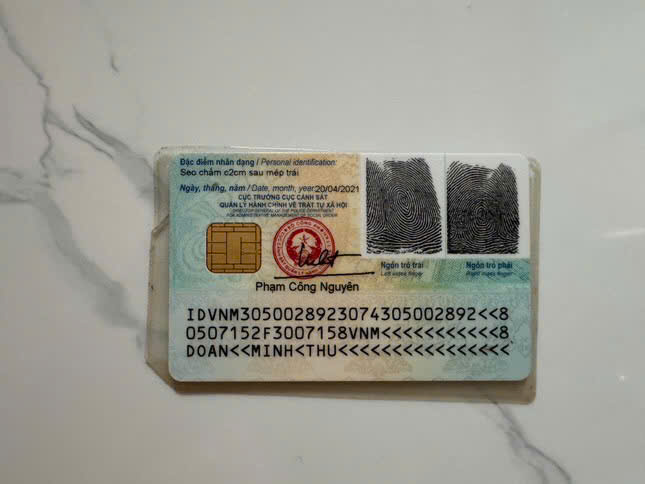 Đặc điểm nhân dạng / Personal identification:
Sẹo chấm c2cm sau mép trái
Ngày, tháng, năm / Date, month, year: 20/04/2021
CỤC TRƯỞNG CỤC CẢNH SÁT
QUẢN LÝ HÀNH CHÍNH VỀ TRẬT TỰ XÃ HỘI
DIRECTOR GENERAL OF THE POLICE DEPARTMENT
FOR ADMINISTRATIVE MANAGEMENT OF SOCIAL ORDER
Phạm Công Nguyên
Ngón trỏ trái
Left index finger
Ngón trỏ phải
Right index finger
IDVNM3050028923074305002892<<8
0507152F3007158VNM<<<<<<<<<<<8
DOAN<<MINH<THU<<<<<<<<<<<<<<<<